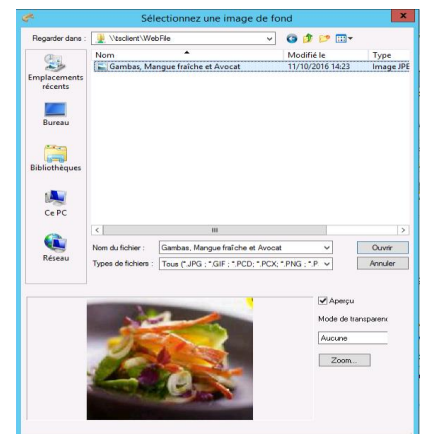 Sélectionnez une image de fond
x
Regarder dans :
\\tsclient\WebFile
Nom
Modifié le
Type
Gambas, Mangue fraîche et Avocat
11/10/2016 14:23
Image JPE
Emplacements
récents
Bureau
Bibliothèques
Ce PC
Réseau
Nom du fichier :
Gambas, Mangue fraîche et Avocat
Ouvrir
Types de fichiers :
Tous (*.JPG ; *.GIF ; *.PCD; *.PCX; *.PNG ; *.P
Annuler
Aperçu
Mode de transparenc
Aucune
Zoom...